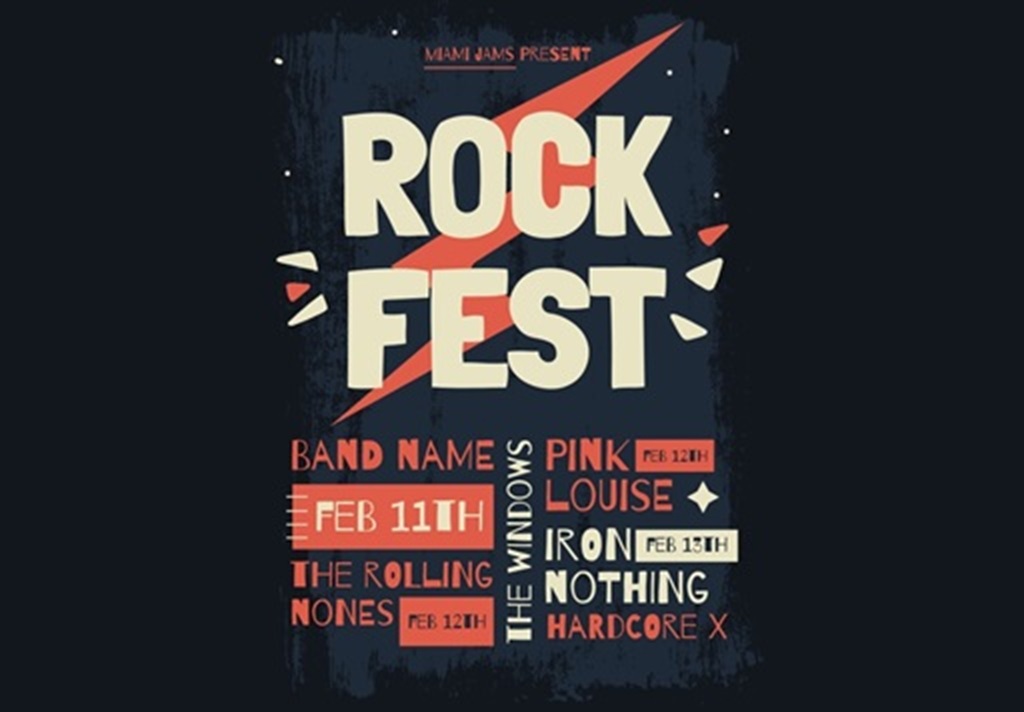 MIAMI JAMS PRESENT
ROCK
FEST
BAND NAME
FEB 11TH
THE ROLLING
NONES FEB 12TH
THE WINDOWS
PINK FEB 12TH
LOUISE
IRON FEB 13TH
NOTHING
HARDCORE X